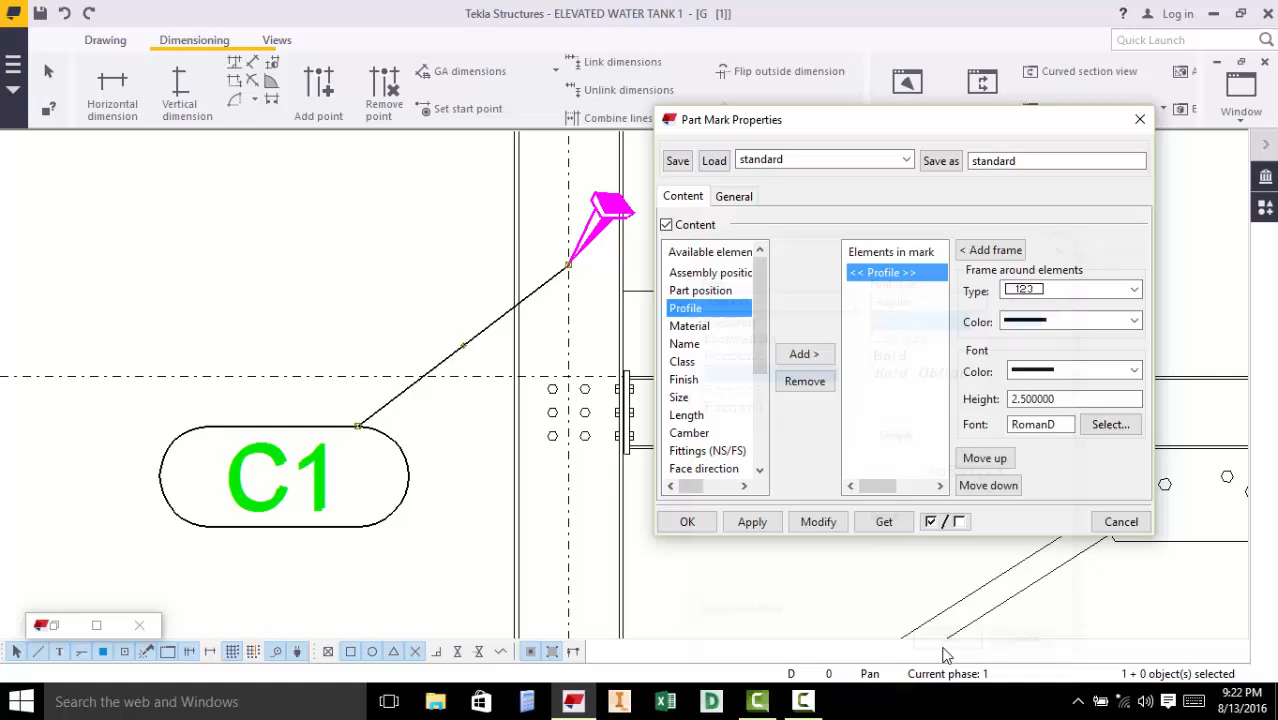 Tekla Structures - ELEVATED WATER TANK 1 - [G [1]]
? Log in
Drawing Dimensioning Views
Quick Launch
Horizontal dimension
Vertical dimension
Add point
Remove point
GA dimensions
Set start point
Link dimensions
Unlink dimensions
Combine lines
Flip outside dimension
Curved section view
Window
Part Mark Properties
Save Load standard Save as standard
Content General
Content
Available elemen
Assembly positic
Part position
Profile
Material
Name
Class
Finish
Size
Length
Camber
Fittings (NS/FS)
Face direction
Add >
Remove
Elements in mark
<< Profile >>
< Add frame
Frame around elements
Type: 123
Color:
Font
Color:
Height: 2.500000
Font: RomanD Select...
Move up
Move down
OK Apply Modify Get / Cancel
C1
D 0 Pan Current phase: 1 1 + 0 object(s) selected
Search the web and Windows
9:22 PM
8/13/2016